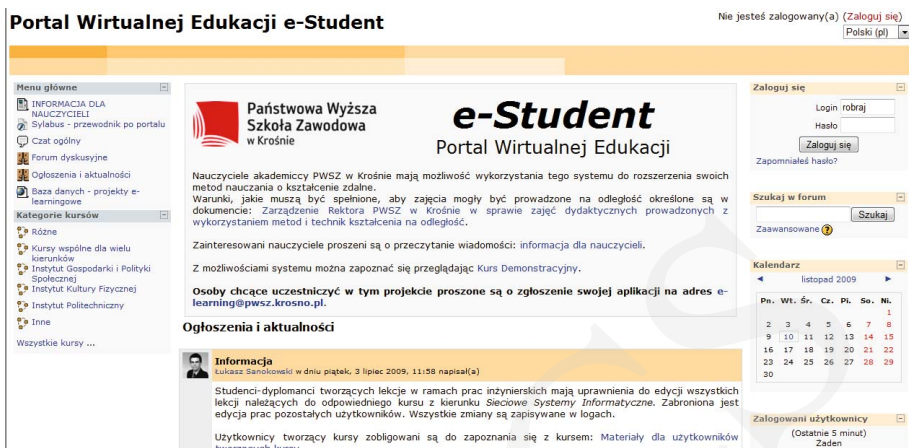 Portal Wirtualnej Edukacji e-Student
Nie jesteś zalogowany(a) (Zaloguj się)
Polski (pl)
Menu główne
INFORMACJA DLA
NAUCZYCIELI
Sylabus - przewodnik po portalu
Czat ogólny
Forum dyskusyjne
Ogłoszenia i aktualności
Baza danych - projekty e-
learningowe
Kategorie kursów
Różne
Kursy wspólne dla wielu
kierunków
Instytut Gospodarki i Polityki
Społecznej
Instytut Kultury Fizycznej
Instytut Politechniczny
Inne
Wszystkie kursy ...
Państwowa Wyższa
Szkoła Zawodowa
w Krośnie
e-Student
Portal Wirtualnej Edukacji
Nauczyciele akademiccy PWSZ w Krośnie mają możliwość wykorzystania tego systemu do rozszerzenia swoich
metod nauczania o kształcenie zdalne.
Warunki, jakie muszą być spełnione, aby zajęcia mogły być prowadzone na odległość określone są w
dokumencie: Zarządzenie Rektora PWSZ w Krośnie w sprawie zajęć dydaktycznych prowadzonych z
wykorzystaniem metod i technik kształcenia na odległość.
Zainteresowani nauczyciele proszeni są o przeczytanie wiadomości: informacja dla nauczycieli.
Z możliwościami systemu można zapoznać się przeglądając Kurs Demonstracyjny.
Osoby chcące uczestniczyć w tym projekcie proszone są o zgłoszenie swojej aplikacji na adres e-
learning@pwsz.krosno.pl.
Ogłoszenia i aktualności
Informacja
Łukasz Sanokowski w dniu piątek, 3 lipiec 2009, 11:58 napisał(a)
Studenci-dyplomanci tworzących lekcje w ramach prac inżynierskich mają uprawnienia do edycji wszystkich
lekcji należących do odpowiedniego kursu z kierunku Sieciowe Systemy Informatyczne. Zabroniona jest
edycja prac pozostałych użytkowników. Wszystkie zmiany są zapisywane w logach.
Użytkownicy tworzący kursy zobligowani są do zapoznania się z kursem: Materiały dla użytkowników
tworzących kursy
Zaloguj się
Login robraj
Hasło
Zaloguj się
Zapomniałeś hasło?
Szukaj w forum
Szukaj
Zaawansowane
Kalendarz
listopad 2009
Pn. Wt. Śr. Cz. Pi. So. Ni.
1
2 3 4 5 6 7 8
9 10 11 12 13 14 15
16 17 18 19 20 21 22
23 24 25 26 27 28 29
30
Zalogowani użytkownicy
(Ostatnie 5 minut)
Żaden